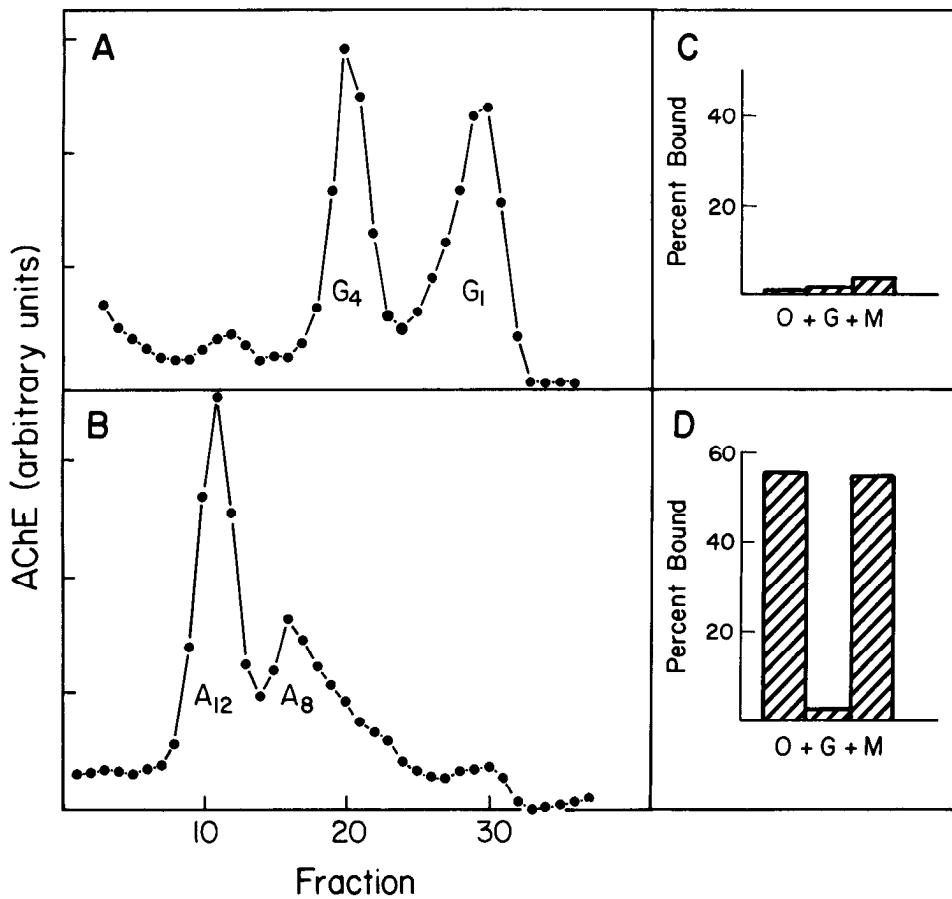 A
G₄
G₁
B
A₁₂
A₈
AChE (arbitrary units)
10 20 30
Fraction
C
Percent Bound
40
20
O + G + M
D
Percent Bound
60
40
20
O + G + M